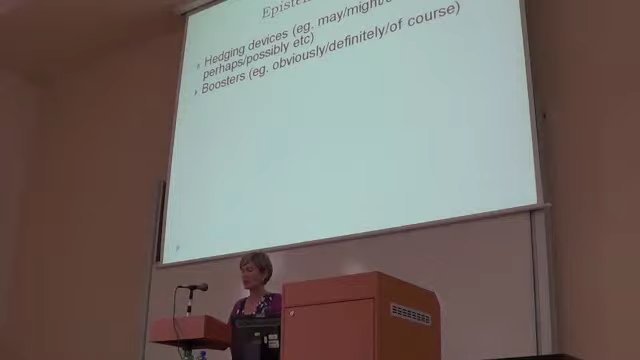 Hedging devices (eg. may/might/
perhaps/possibly etc)
Boosters (eg. obviously/definitely/of course)